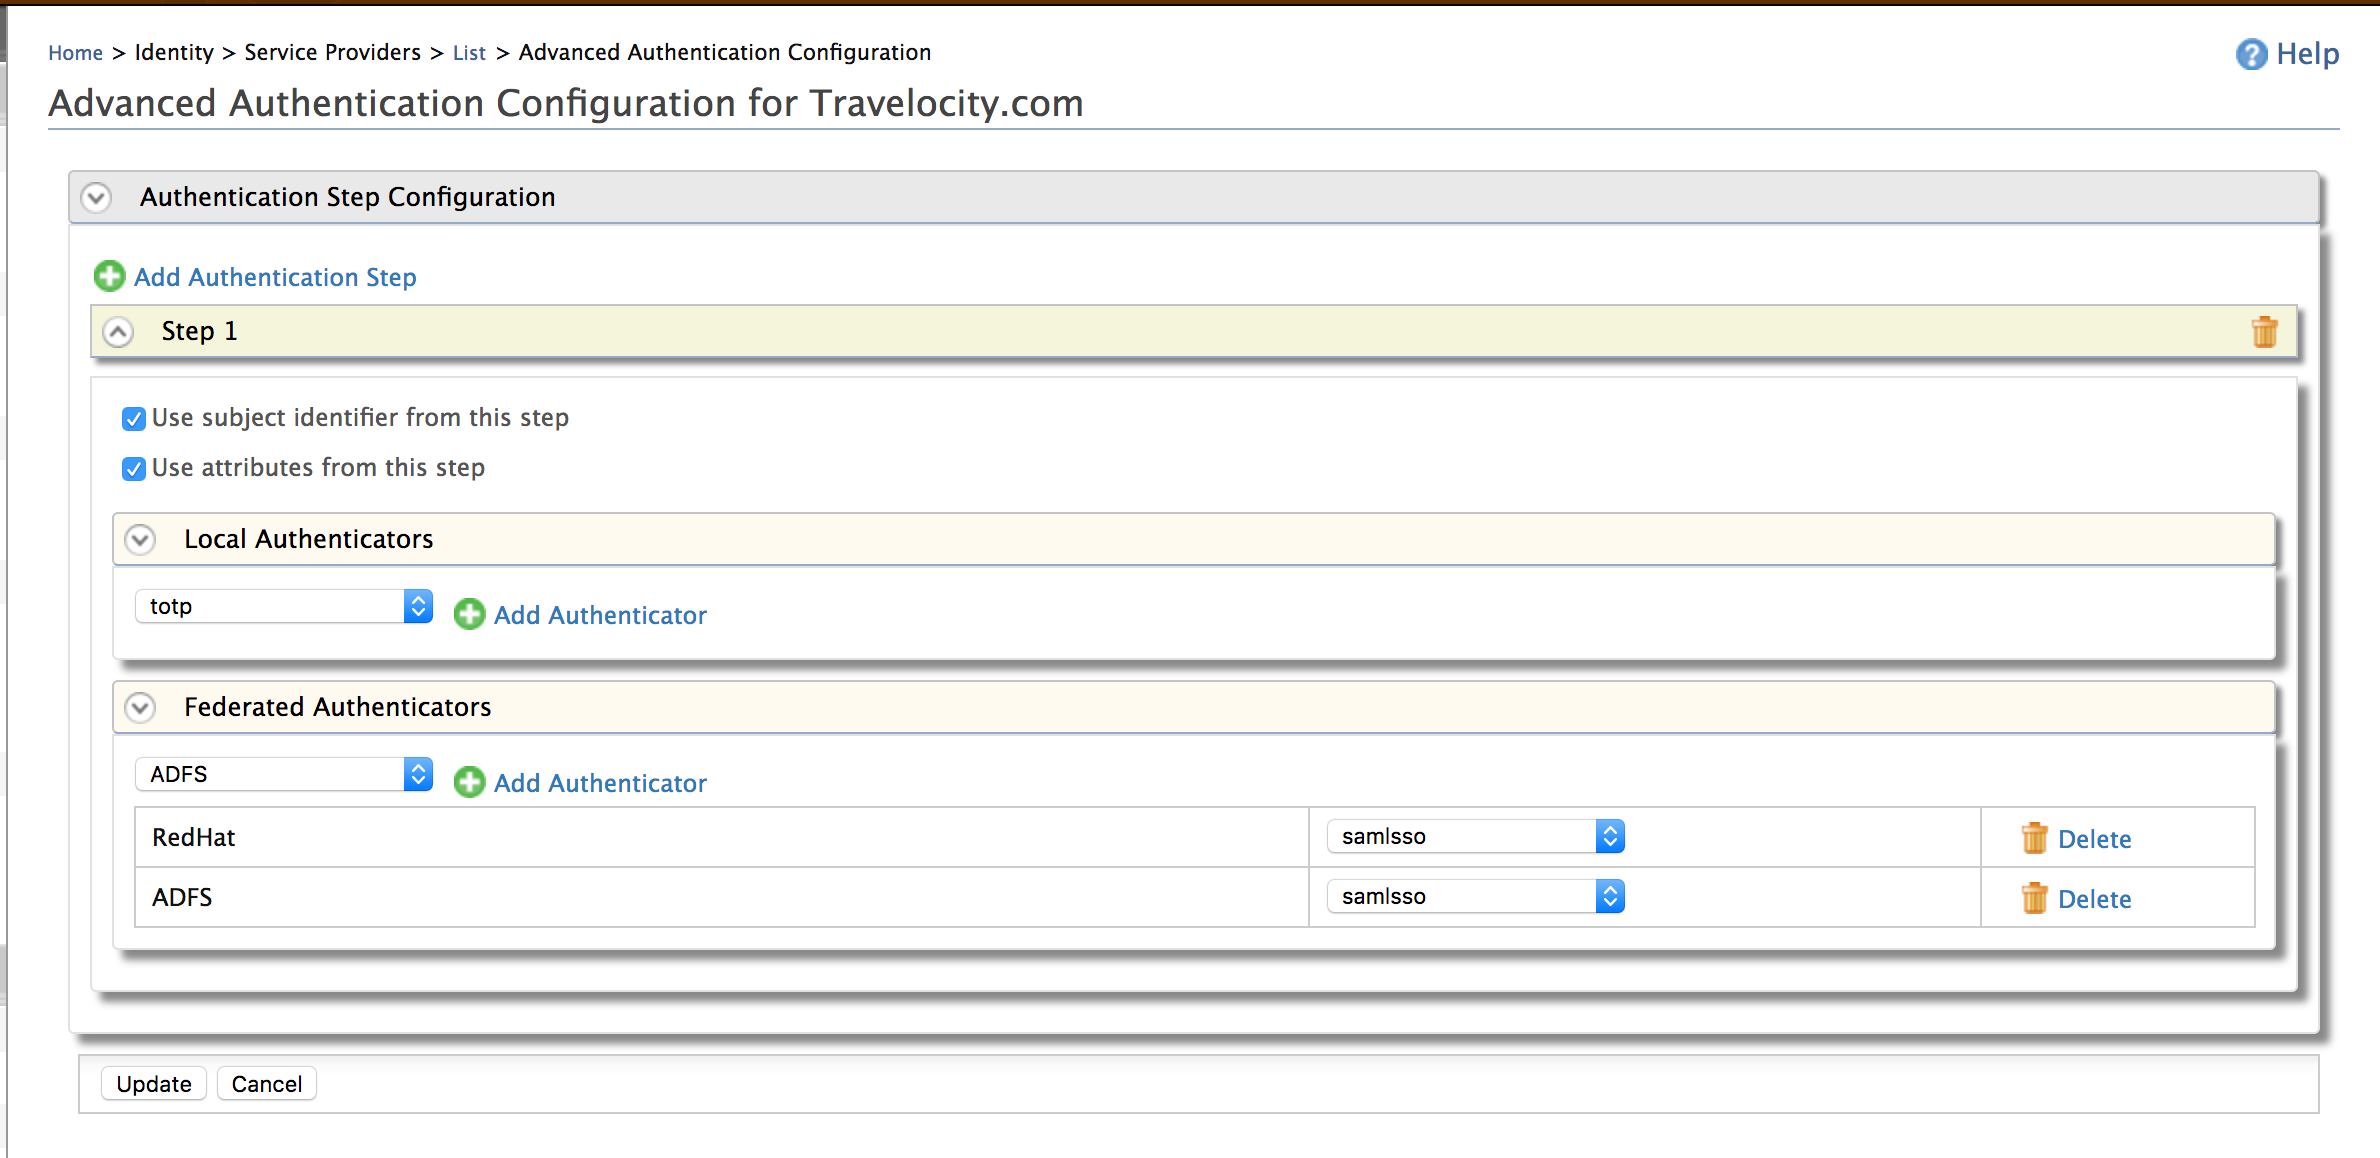 Home > Identity > Service Providers > List > Advanced Authentication Configuration
Help
Advanced Authentication Configuration for Travelocity.com
Authentication Step Configuration
Add Authentication Step
Step 1
Use subject identifier from this step
Use attributes from this step
Local Authenticators
totp Add Authenticator
Federated Authenticators
ADFS Add Authenticator
RedHat samlsso Delete
ADFS samlsso Delete
Update Cancel